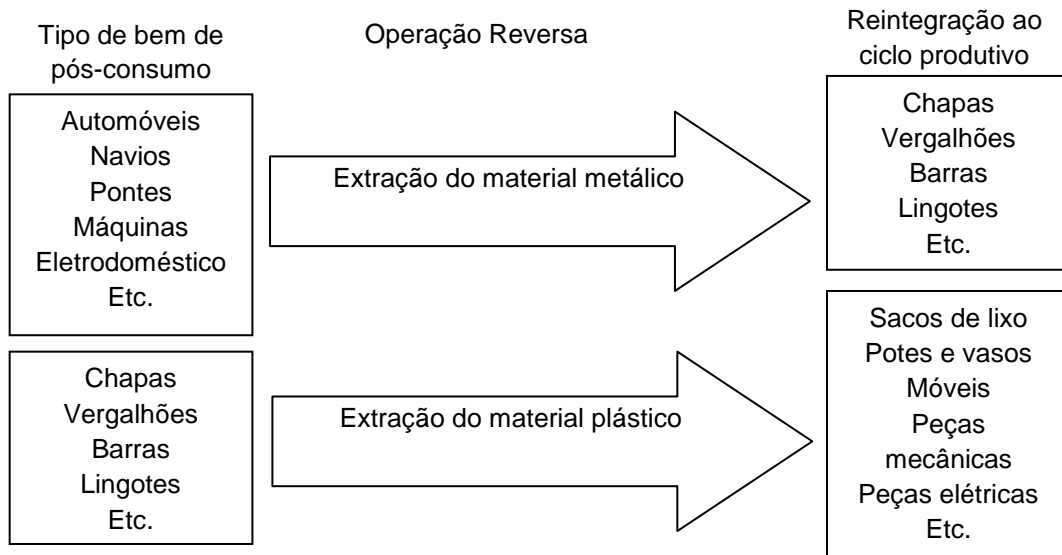 Tipo de bem de
pós-consumo
Operação Reversa
Reintegração ao
ciclo produtivo
Automóveis
Navios
Pontes
Máquinas
Eletrodoméstico
Etc.
Extração do material metálico
Chapas
Vergalhões
Barras
Lingotes
Etc.
Chapas
Vergalhões
Barras
Lingotes
Etc.
Extração do material plástico
Sacos de lixo
Potes e vasos
Móveis
Peças
mecânicas
Peças elétricas
Etc.